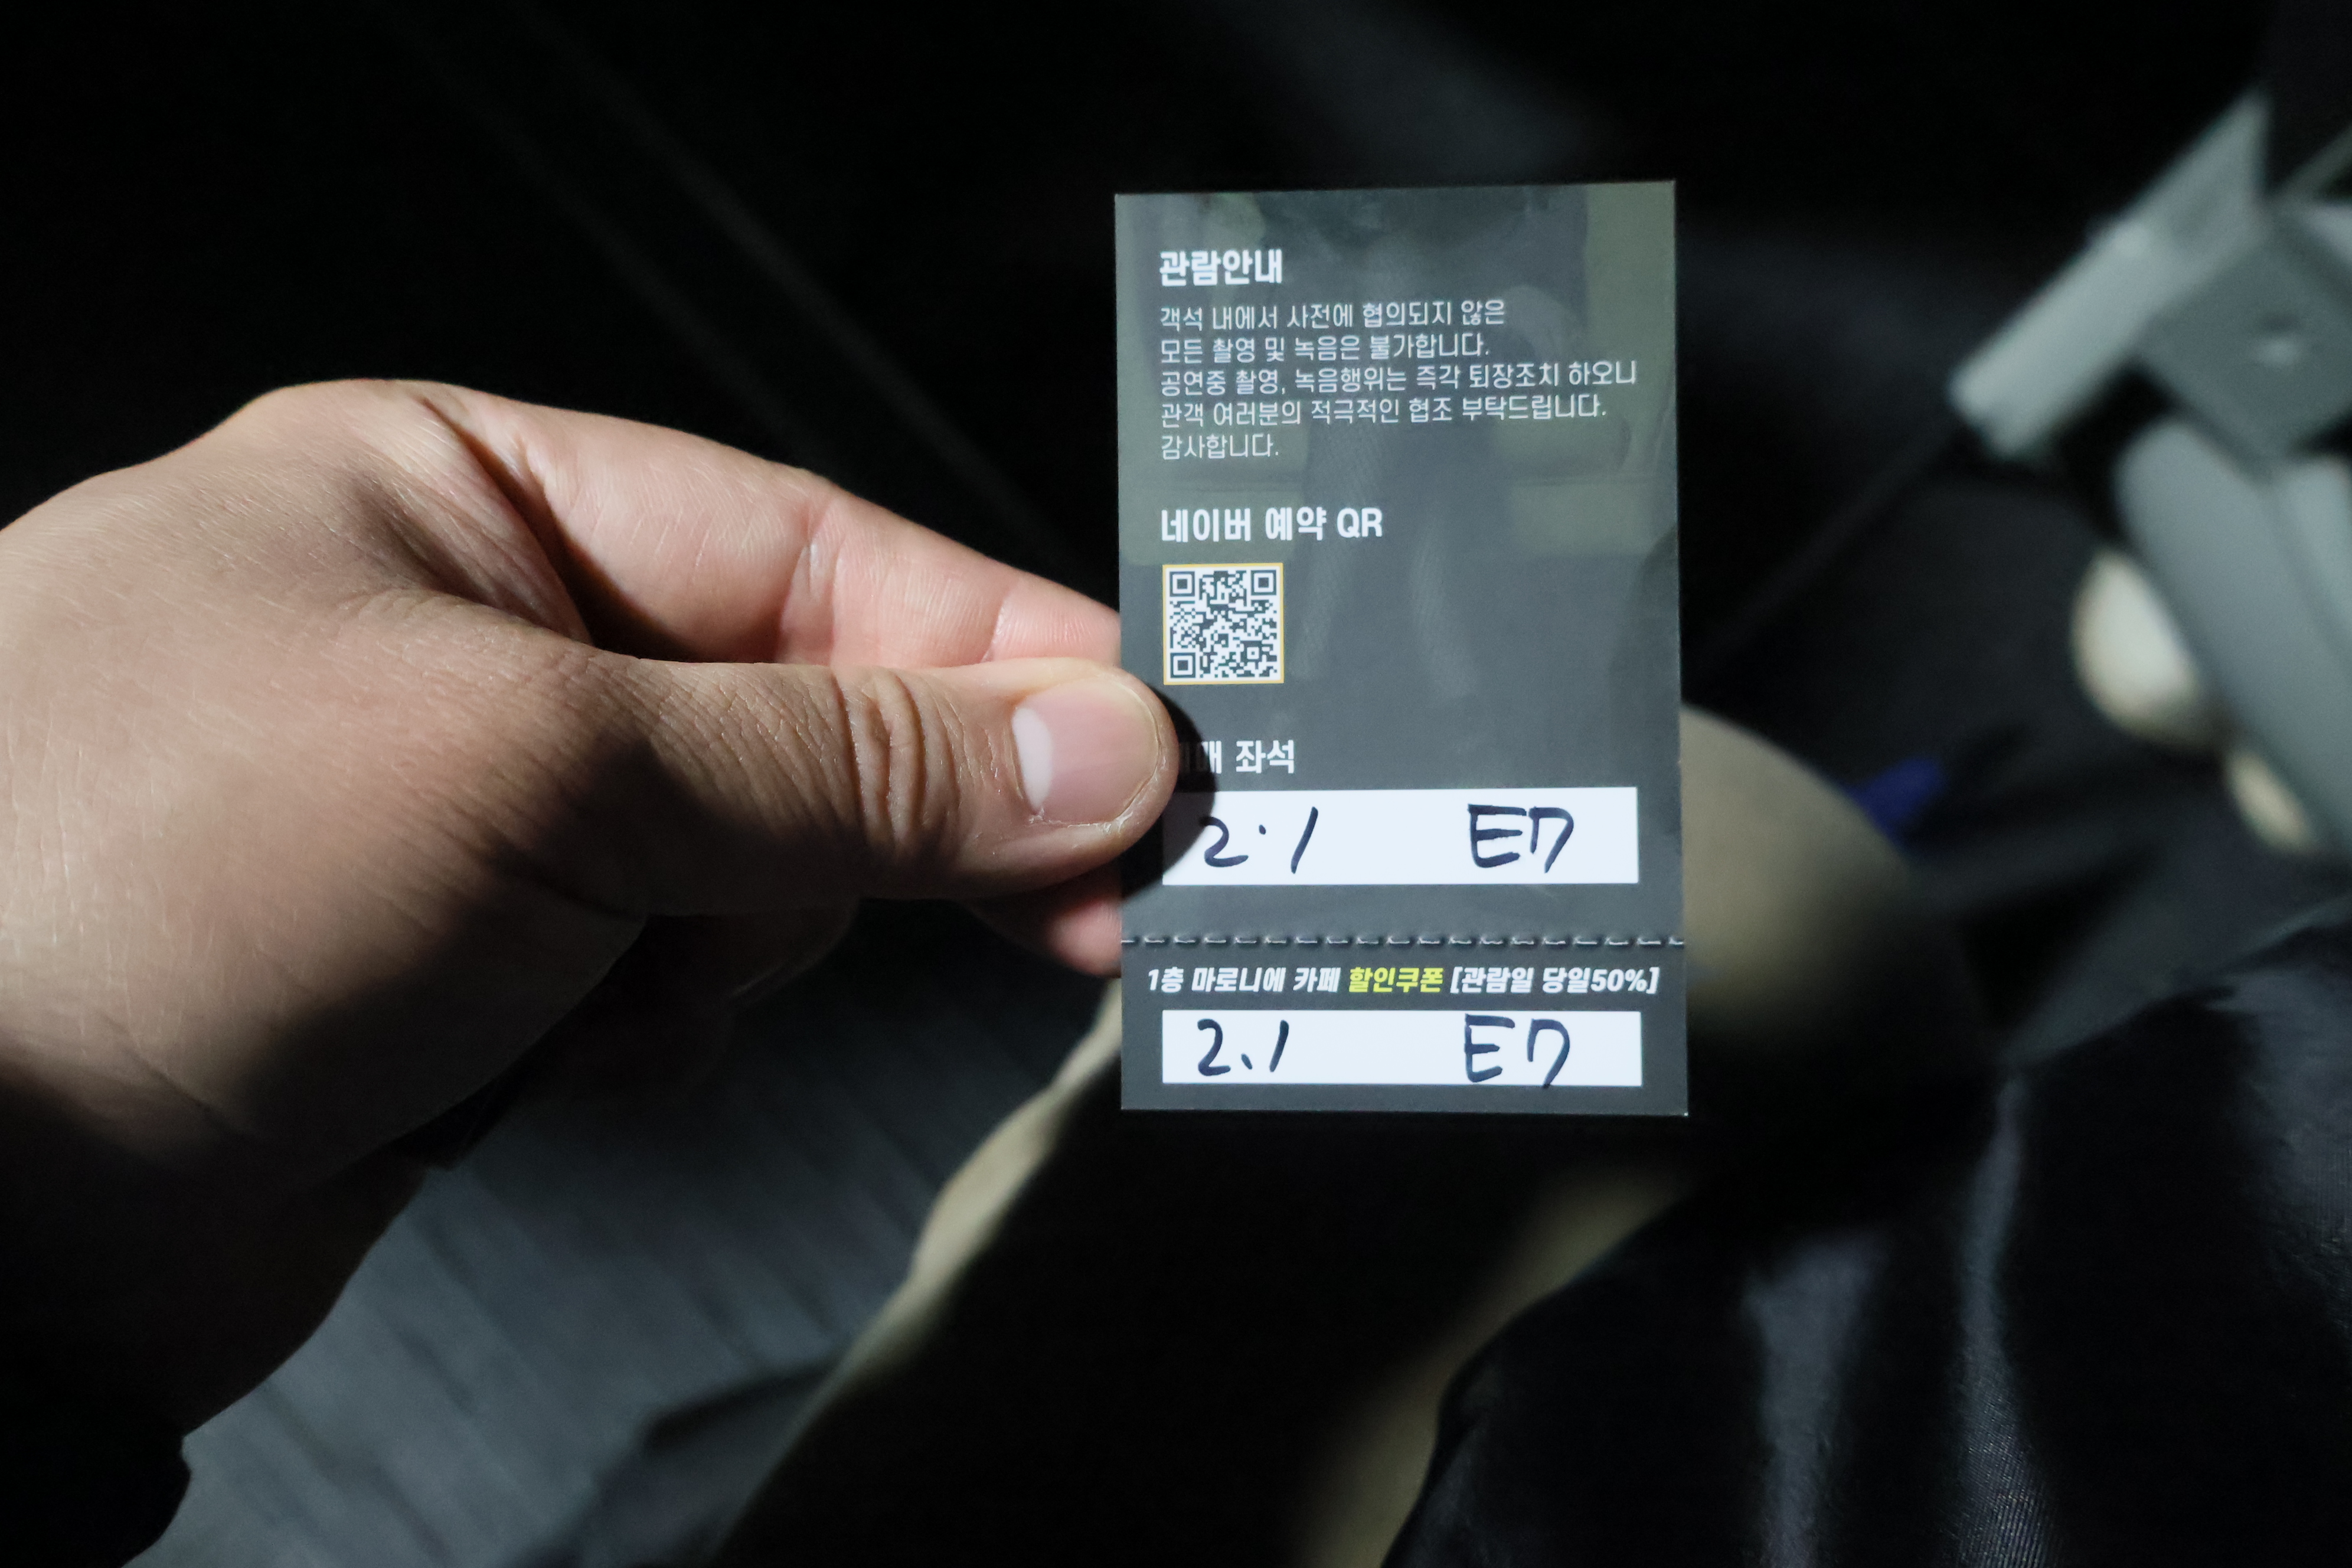 관람안내
객석 내에서 사전에 협의되지 않은
모든 촬영 및 녹음은 불가합니다.
공연중 촬영, 녹음행위는 즉각 퇴장조치 하오니
관객 여러분의 적극적인 협조 부탁드립니다.
감사합니다.
네이버 예약 QR
좌석
2·1 E7
1층 마로니에 카페 할인쿠폰 [관람일 당일50%]
2.1 E7